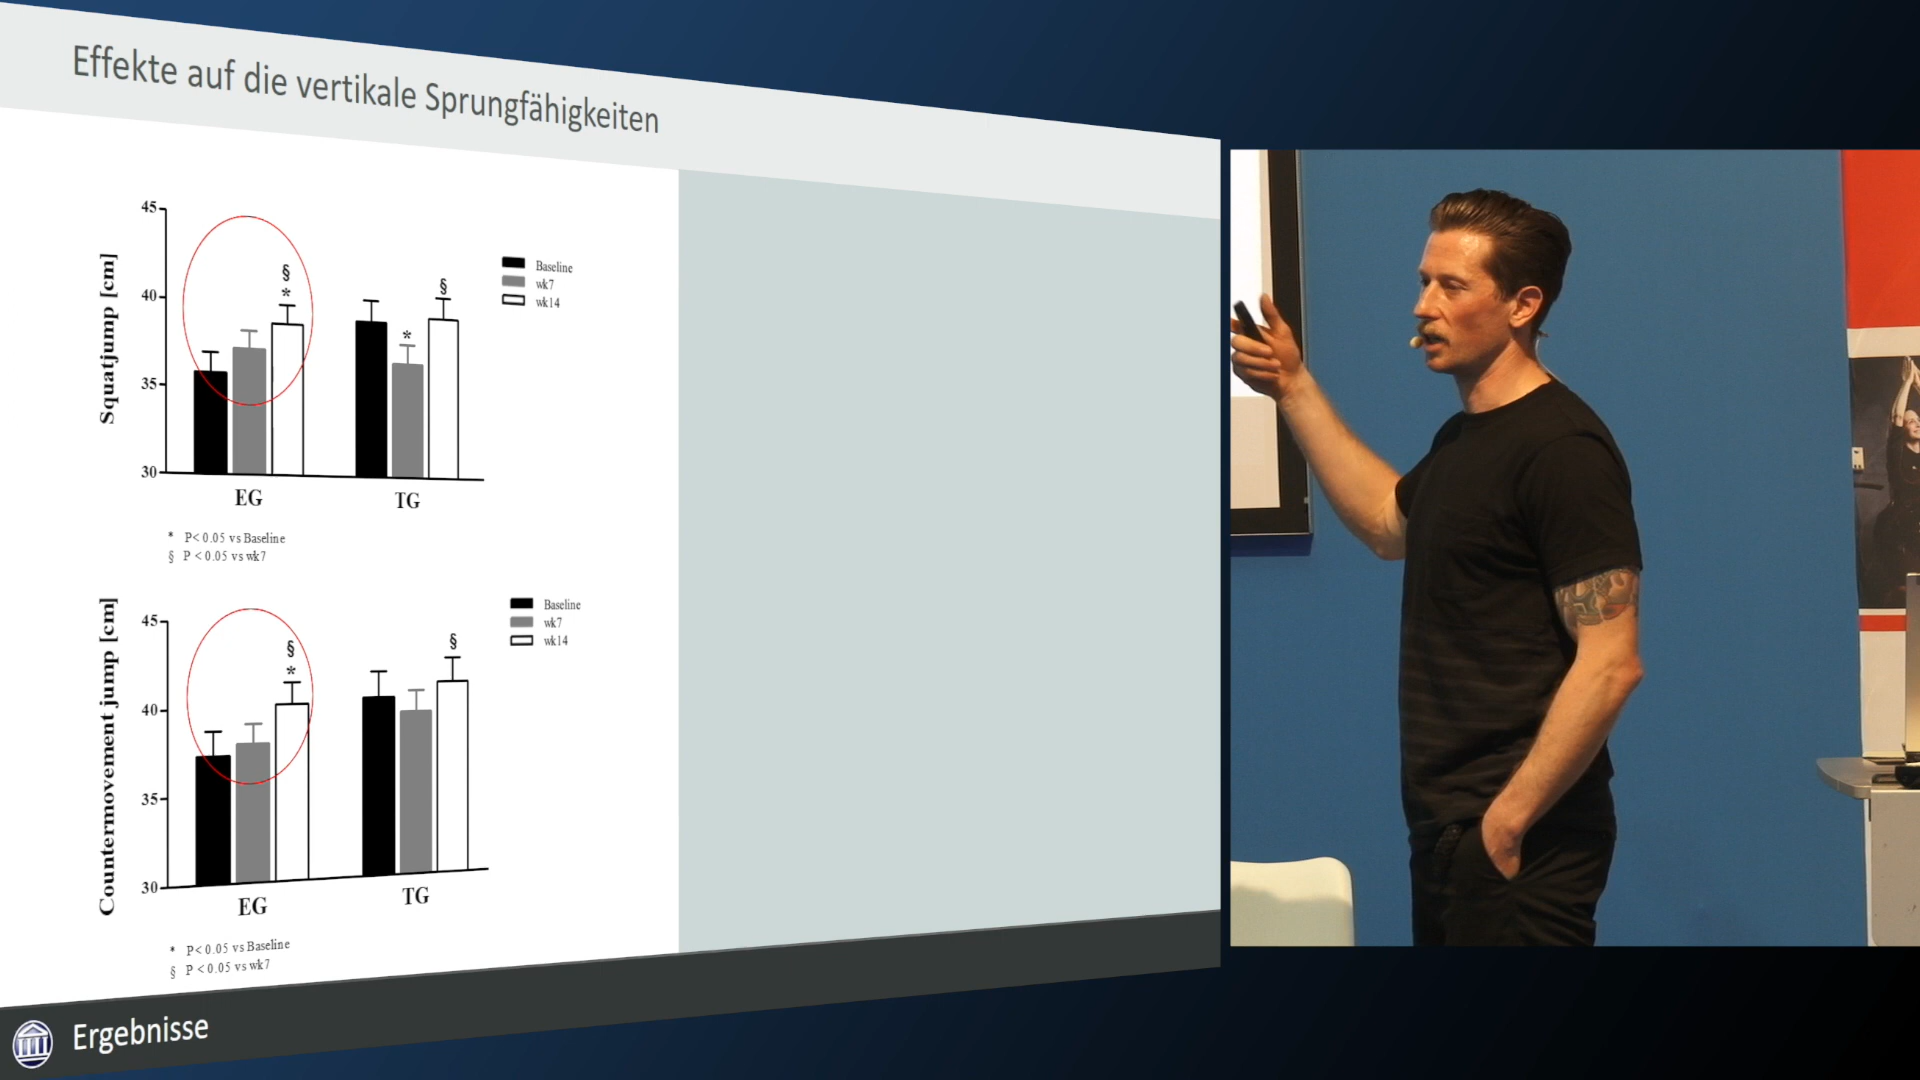 Effekte auf die vertikale Sprungfähigkeiten
45
40
35
30
Squatjump [cm]
§
*
*
§
EG
TG
Baseline
wk7
wk14
* P< 0.05 vs Baseline
§ P < 0.05 vs wk7
45
40
35
30
Countermovement jump [cm]
§
*
§
EG
TG
Baseline
wk7
wk14
* P< 0.05 vs Baseline
§ P < 0.05 vs wk7
Ergebnisse